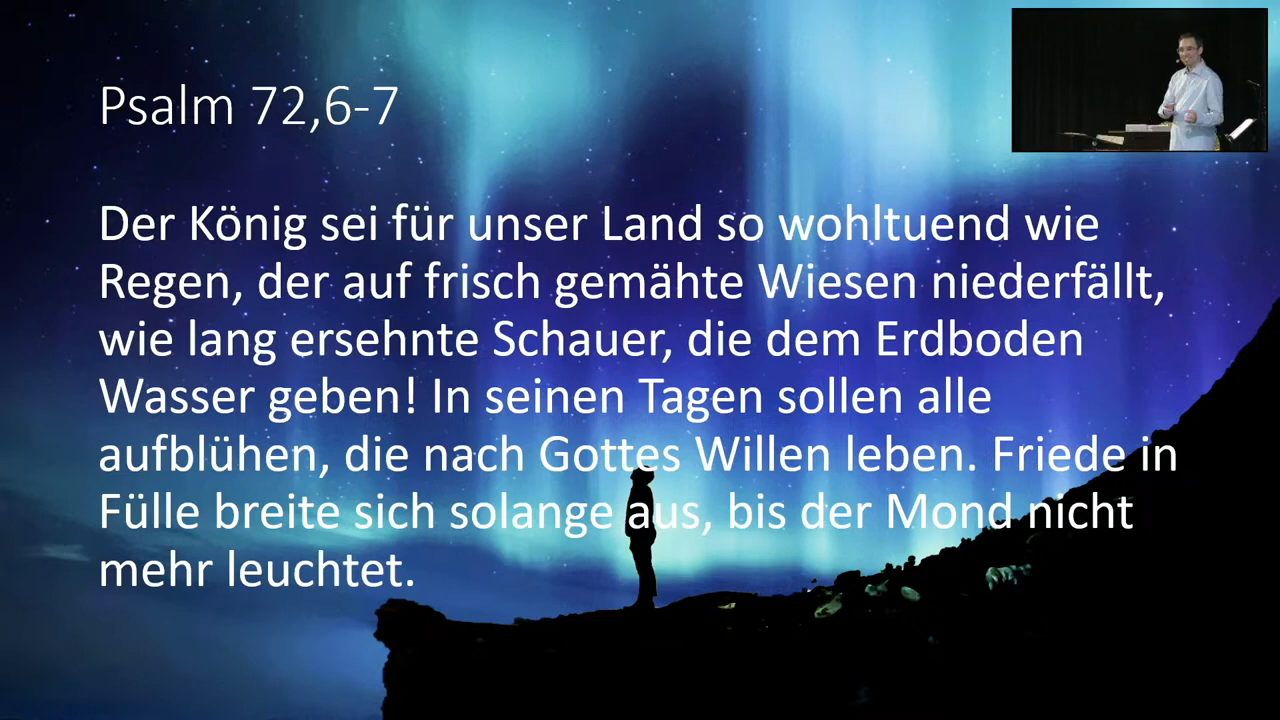 Psalm 72,6-7
Der König sei für unser Land so wohltuend wie
Regen, der auf frisch gemähte Wiesen niederfällt,
wie lang ersehnte Schauer, die dem Erdboden
Wasser geben! In seinen Tagen sollen alle
aufblühen, die nach Gottes Willen leben. Friede in
Fülle breite sich solange aus, bis der Mond nicht
mehr leuchtet.